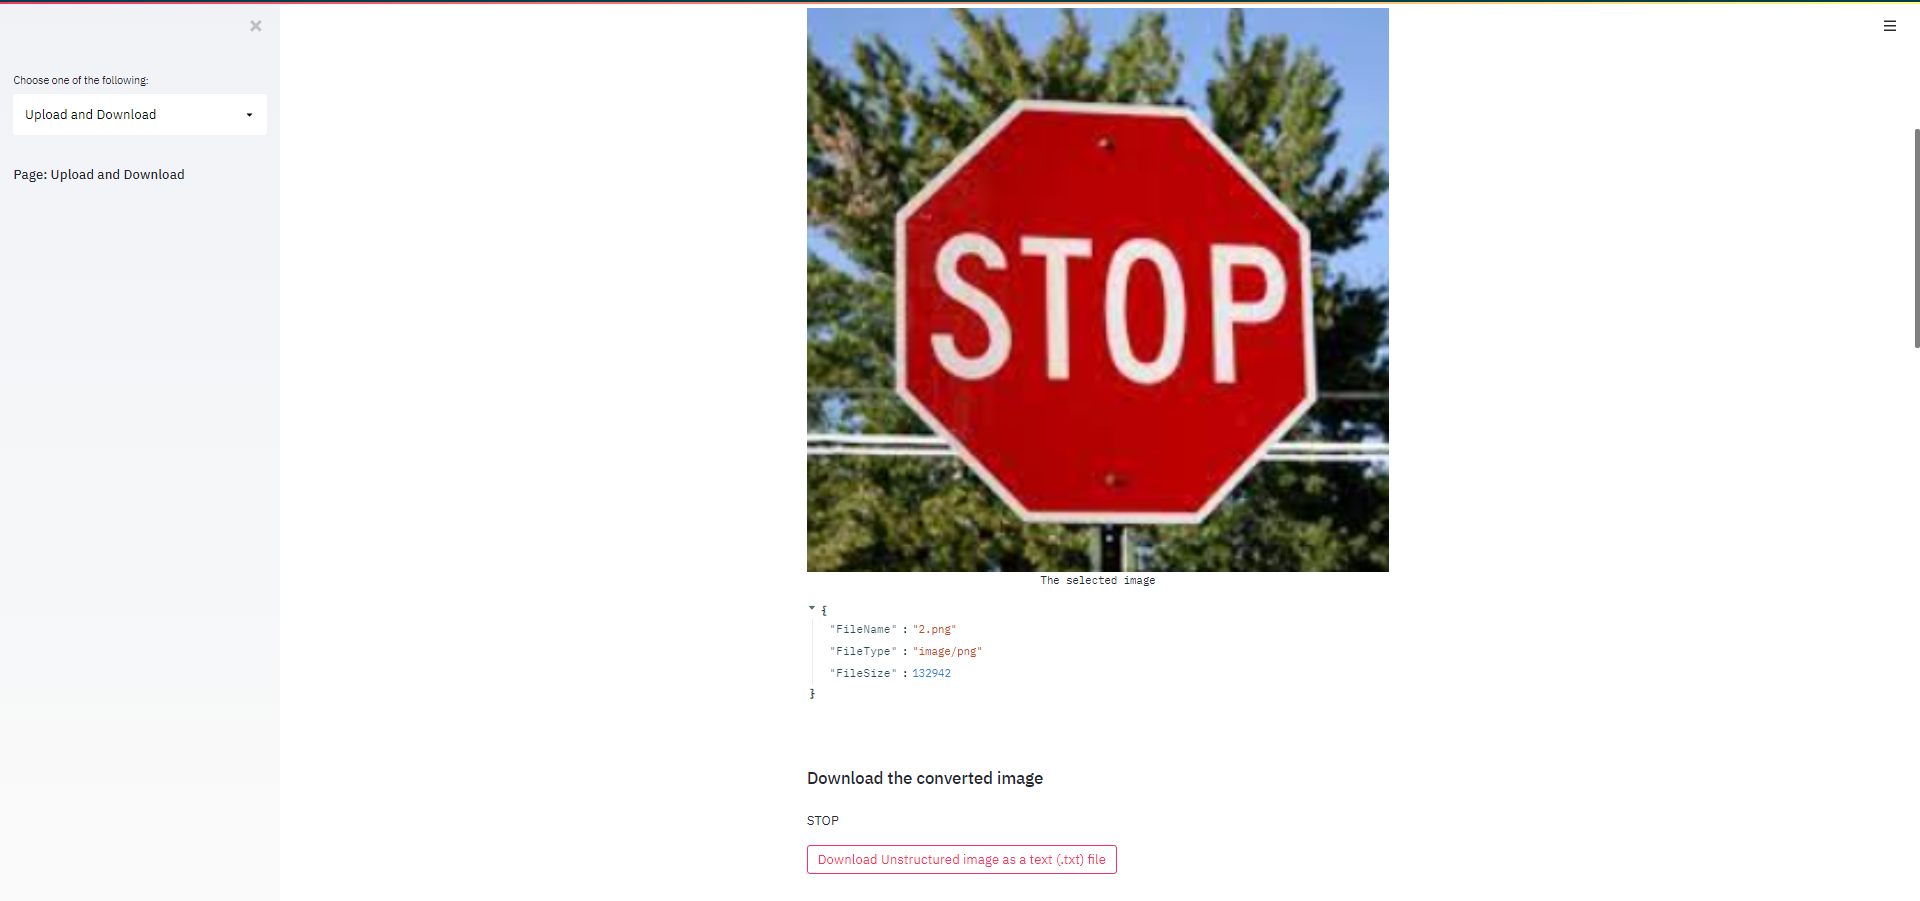 Choose one of the following:
Upload and Download
Page: Upload and Download
STOP
The selected image
{
"FileName" : "2.png"
"FileType" : "image/png"
"FileSize" : 132942
}
Download the converted image
STOP
Download Unstructured image as a text (.txt) file